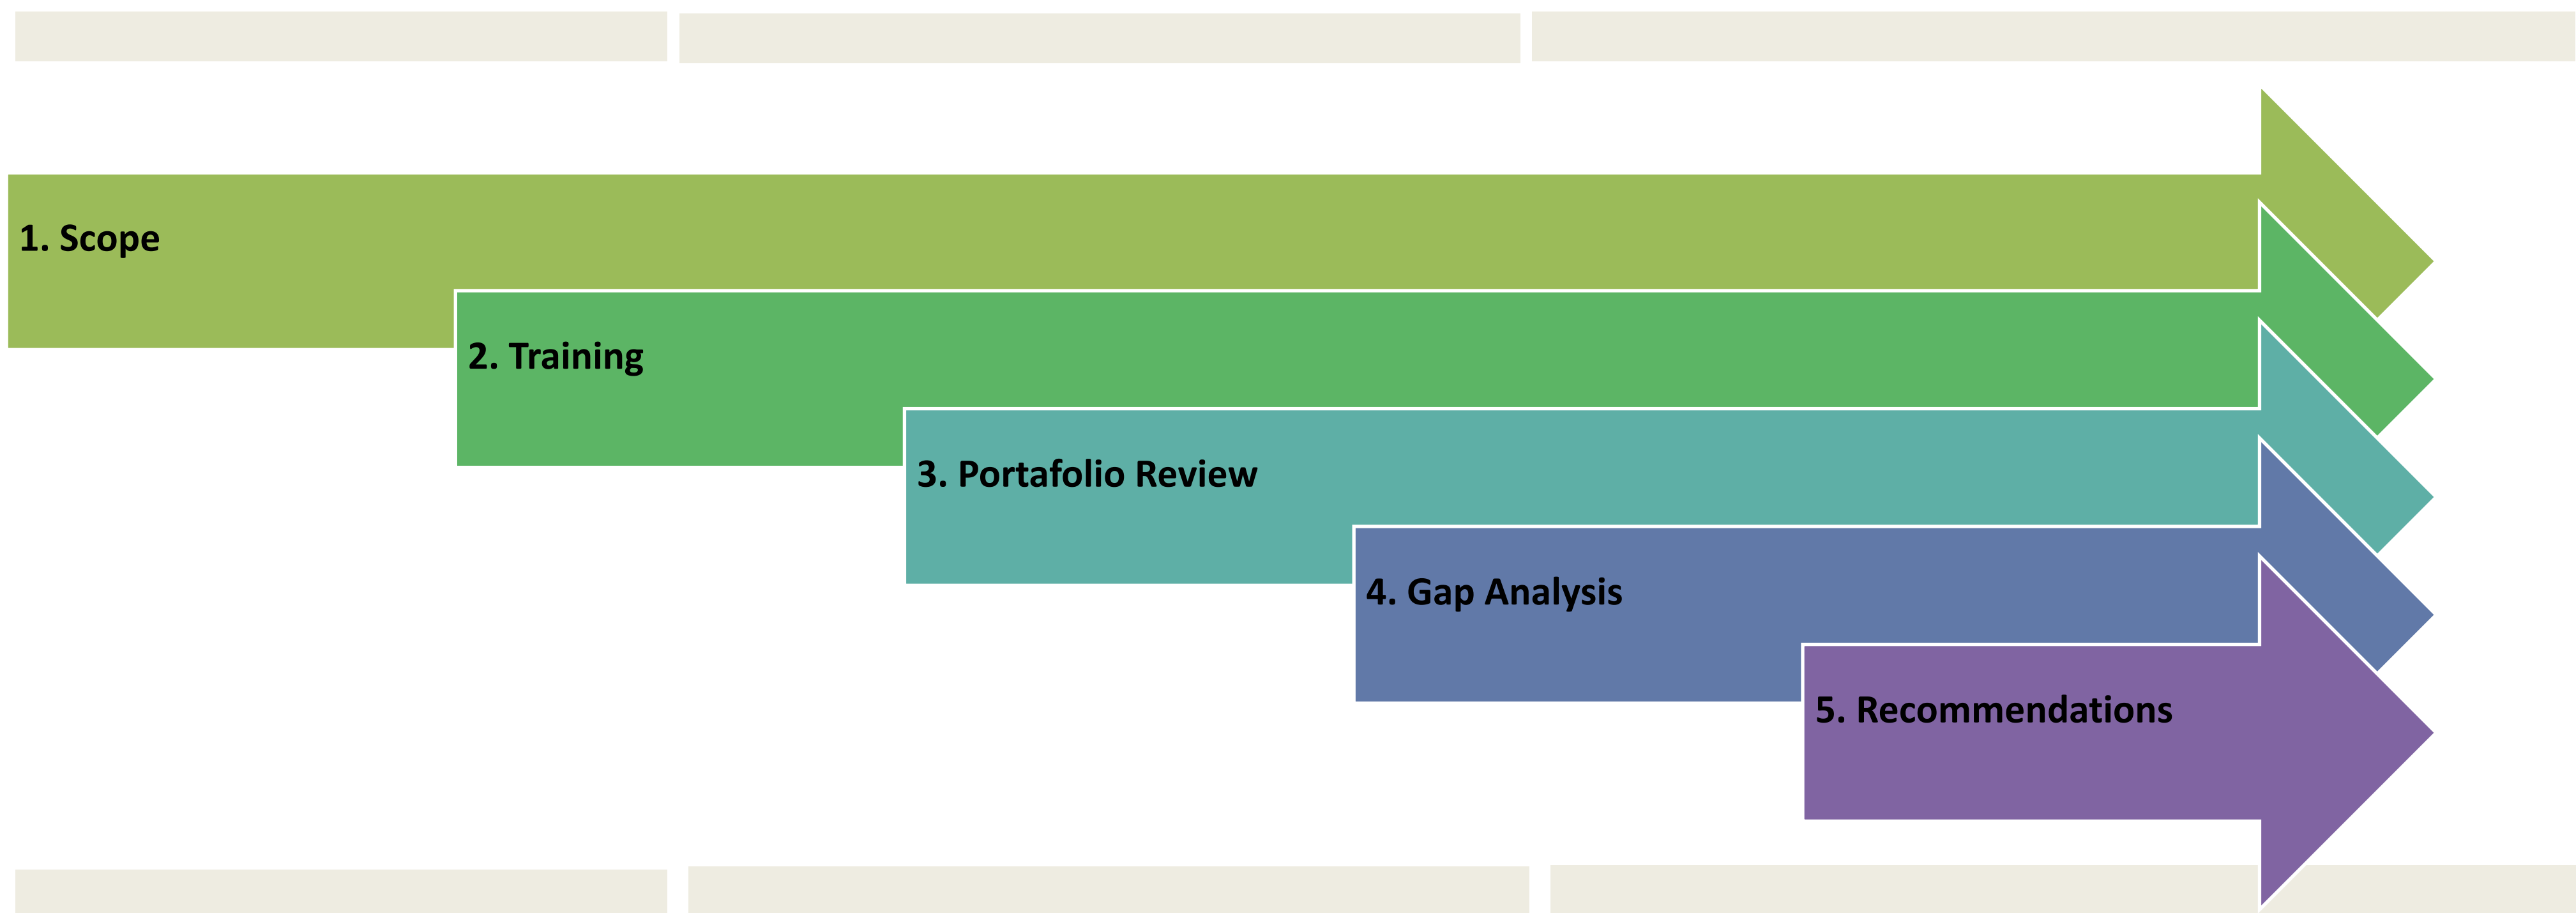 1. Scope
2. Training
3. Portafolio Review
4. Gap Analysis
5. Recommendations